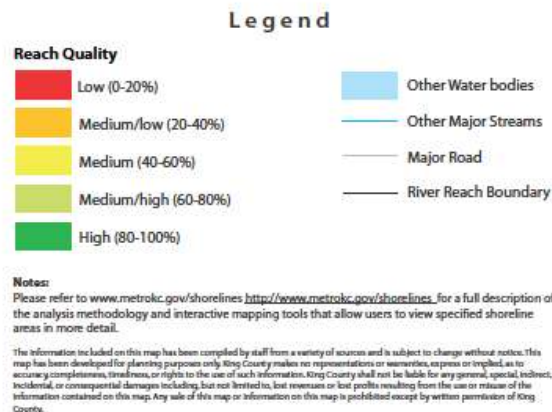 Legend
Reach Quality
Low (0-20%)
Medium/low (20-40%)
Medium (40-60%)
Medium/high (60-80%)
High (80-100%)
Other Water bodies
Other Major Streams
Major Road
River Reach Boundary
Notes:
Please refer to www.metrokc.gov/shorelines http://www.metrokc.gov/shorelines for a full description of
the analysis methodology and interactive mapping tools that allow users to view specified shoreline
areas in more detail.
The information included on this map has been compiled by staff from a variety of sources and is subject to change without notice. This
map has been developed for planning purposes only. King County makes no representations or warranties, express or implied, as to
accuracy, completeness, timeliness, or rights to the use of such information. King County shall not be liable for any general, special, indirect,
incidental, or consequential damages including, but not limited to, lost revenues or lost profits resulting from the use or misuse of the
information contained on this map. Any sale of this map or information on this map is prohibited except by written permission of King
County.